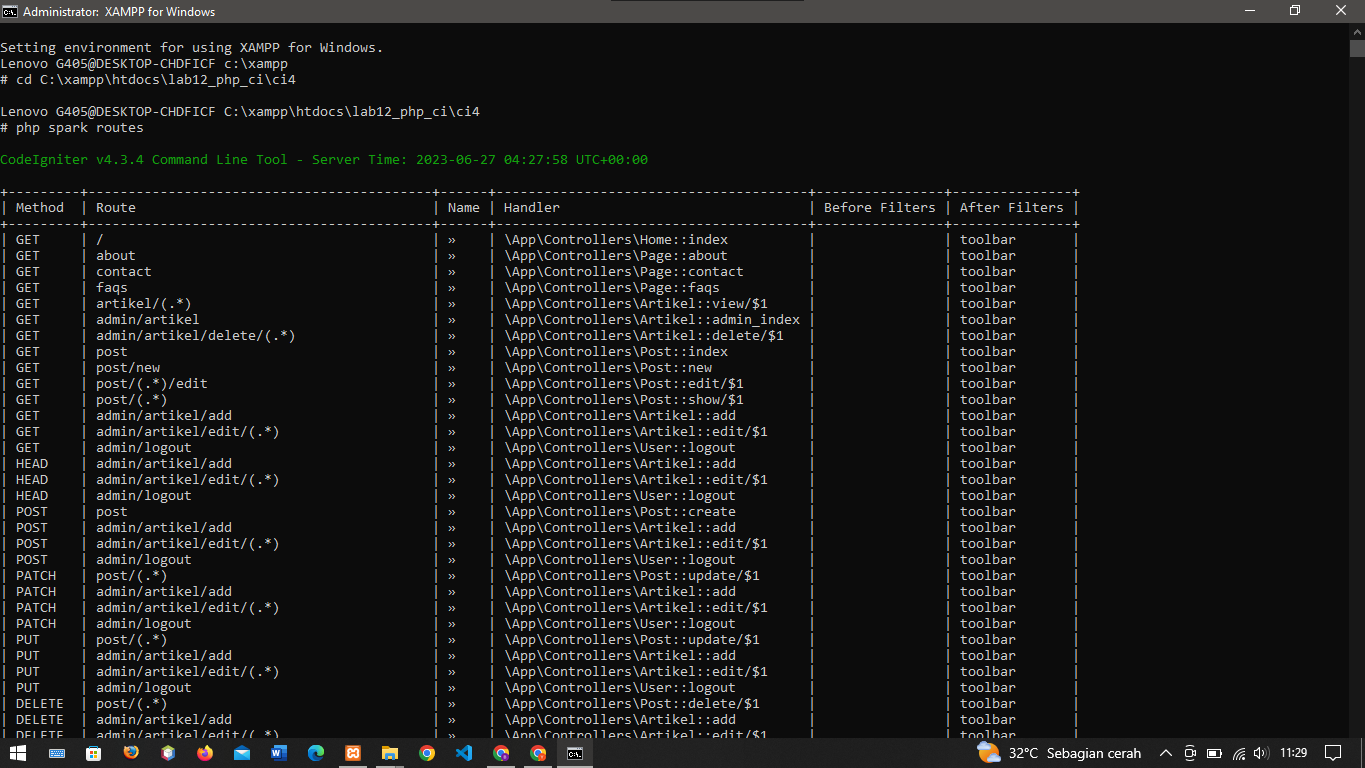 Administrator: XAMPP for Windows
Setting environment for using XAMPP for Windows.
Lenovo G405@DESKTOP-CHDFICF c:\xampp
# cd C:\xampp\htdocs\lab12_php_ci\ci4
Lenovo G405@DESKTOP-CHDFICF C:\xampp\htdocs\lab12_php_ci\ci4
# php spark routes
CodeIgniter v4.3.4 Command Line Tool - Server Time: 2023-06-27 04:27:58 UTC+00:00
+---------+-------------------------------------------+------+---------------------------------------+----------------+---------------+
| Method | Route | Name | Handler | Before Filters | After Filters |
+---------+-------------------------------------------+------+---------------------------------------+----------------+---------------+
| GET | / | » | \App\Controllers\Home::index | | toolbar |
| GET | about | » | \App\Controllers\Page::about | | toolbar |
| GET | contact | » | \App\Controllers\Page::contact | | toolbar |
| GET | faqs | » | \App\Controllers\Page::faqs | | toolbar |
| GET | artikel/(.*) | » | \App\Controllers\Artikel::view/$1 | | toolbar |
| GET | admin/artikel | » | \App\Controllers\Artikel::admin_index | | toolbar |
| GET | admin/artikel/delete/(.*) | » | \App\Controllers\Artikel::delete/$1 | | toolbar |
| GET | post | » | \App\Controllers\Post::index | | toolbar |
| GET | post/new | » | \App\Controllers\Post::new | | toolbar |
| GET | post/(.*)/edit | » | \App\Controllers\Post::edit/$1 | | toolbar |
| GET | post/(.*) | » | \App\Controllers\Post::show/$1 | | toolbar |
| GET | admin/artikel/add | » | \App\Controllers\Artikel::add | | toolbar |
| GET | admin/artikel/edit/(.*) | » | \App\Controllers\Artikel::edit/$1 | | toolbar |
| GET | admin/logout | » | \App\Controllers\User::logout | | toolbar |
| HEAD | admin/artikel/add | » | \App\Controllers\Artikel::add | | toolbar |
| HEAD | admin/artikel/edit/(.*) | » | \App\Controllers\Artikel::edit/$1 | | toolbar |
| HEAD | admin/logout | » | \App\Controllers\User::logout | | toolbar |
| POST | post | » | \App\Controllers\Post::create | | toolbar |
| POST | admin/artikel/add | » | \App\Controllers\Artikel::add | | toolbar |
| POST | admin/artikel/edit/(.*) | » | \App\Controllers\Artikel::edit/$1 | | toolbar |
| POST | admin/logout | » | \App\Controllers\User::logout | | toolbar |
| PATCH | post/(.*) | » | \App\Controllers\Post::update/$1 | | toolbar |
| PATCH | admin/artikel/add | » | \App\Controllers\Artikel::add | | toolbar |
| PATCH | admin/artikel/edit/(.*) | » | \App\Controllers\Artikel::edit/$1 | | toolbar |
| PATCH | admin/logout | » | \App\Controllers\User::logout | | toolbar |
| PUT | post/(.*) | » | \App\Controllers\Post::update/$1 | | toolbar |
| PUT | admin/artikel/add | » | \App\Controllers\Artikel::add | | toolbar |
| PUT | admin/artikel/edit/(.*) | » | \App\Controllers\Artikel::edit/$1 | | toolbar |
| PUT | admin/logout | » | \App\Controllers\User::logout | | toolbar |
| DELETE | post/(.*) | » | \App\Controllers\Post::delete/$1 | | toolbar |
| DELETE | admin/artikel/add | » | \App\Controllers\Artikel::add | | toolbar |
| DELETE | admin/artikel/edit/(.*) | » | \App\Controllers\Artikel::edit/$1 | | toolbar |
32°C Sebagian cerah 11:29